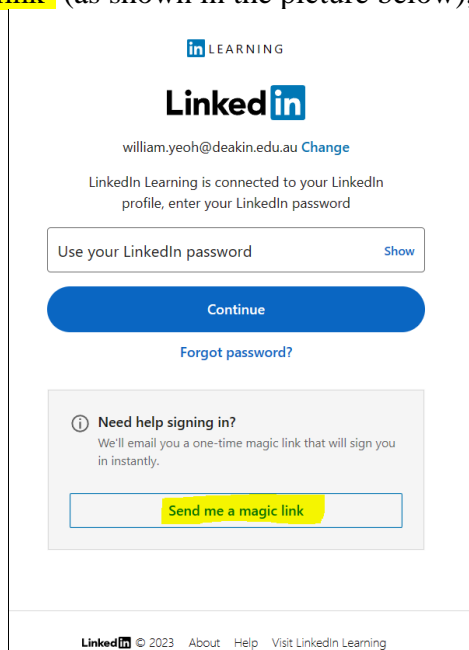 link" (as shown in the picture below).
in LEARNING
Linked in
william.yeoh@deakin.edu.au Change
LinkedIn Learning is connected to your LinkedIn
profile, enter your LinkedIn password
Use your LinkedIn password Show
Continue
Forgot password?
Need help signing in?
We'll email you a one-time magic link that will sign you
in instantly.
Send me a magic link
Linked in © 2023 About Help Visit LinkedIn Learning